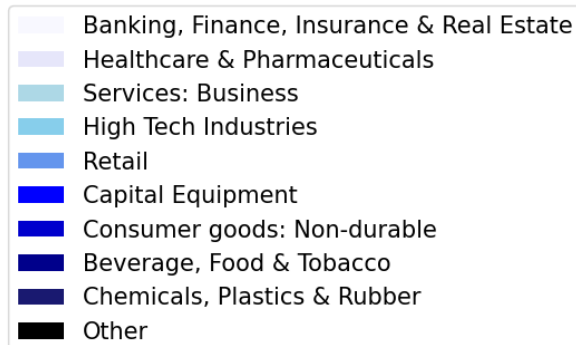 Banking, Finance, Insurance & Real Estate
Healthcare & Pharmaceuticals
Services: Business
High Tech Industries
Retail
Capital Equipment
Consumer goods: Non-durable
Beverage, Food & Tobacco
Chemicals, Plastics & Rubber
Other